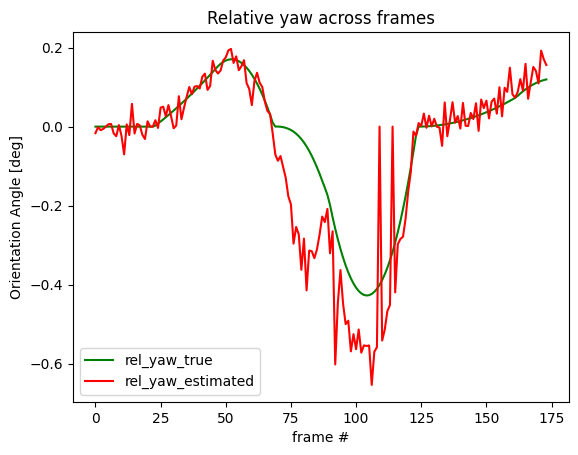 Relative yaw across frames
Orientation Angle [deg]
0.2
0.0
−0.2
−0.4
−0.6
rel_yaw_true
rel_yaw_estimated
0
25
50
75
100
125
150
175
frame #